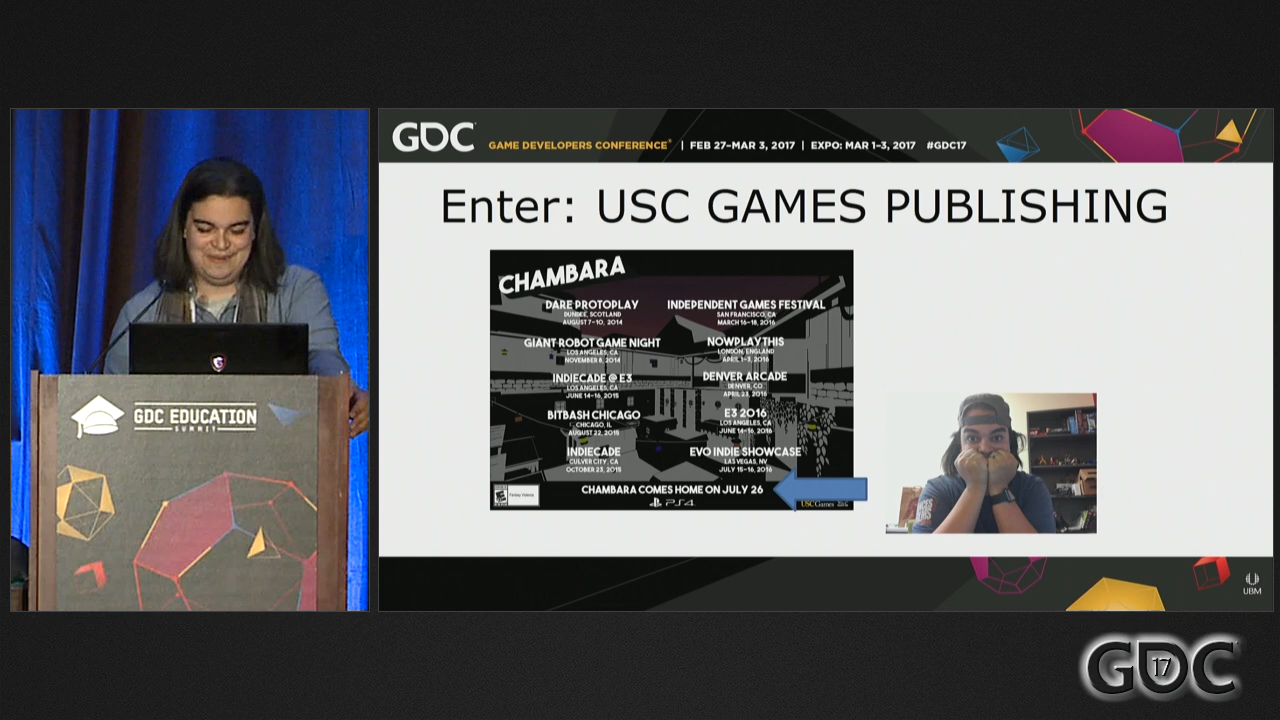 GDC
GAME DEVELOPERS CONFERENCE® | FEB 27–MAR 3, 2017 | EXPO: MAR 1–3, 2017 #GDC17
Enter: USC GAMES PUBLISHING
CHAMBARA
DARE PROTOPLAY
DUNDEE, SCOTLAND
AUGUST 7–10, 2014
GIANT ROBOT GAME NIGHT
LOS ANGELES, CA
NOVEMBER 8, 2014
INDIECADE @ E3
LOS ANGELES, CA
JUNE 14–16, 2015
BITBASH CHICAGO
CHICAGO, IL
AUGUST 22, 2015
INDIECADE
CULVER CITY, CA
OCTOBER 23, 2015
INDEPENDENT GAMES FESTIVAL
SAN FRANCISCO, CA
MARCH 16–18, 2016
NOWPLAYTHIS
LONDON, ENGLAND
APRIL 1–3, 2016
DENVER ARCADE
DENVER, CO
APRIL 23, 2016
E3 2016
LOS ANGELES, CA
JUNE 14–16, 2016
EVO INDIE SHOWCASE
LAS VEGAS, NV
JULY 15–16, 2016
CHAMBARA COMES HOME ON JULY 26
Fantasy Violence
PS4
USCGames
GDC EDUCATION
SUMMIT
UBM
GDC
17